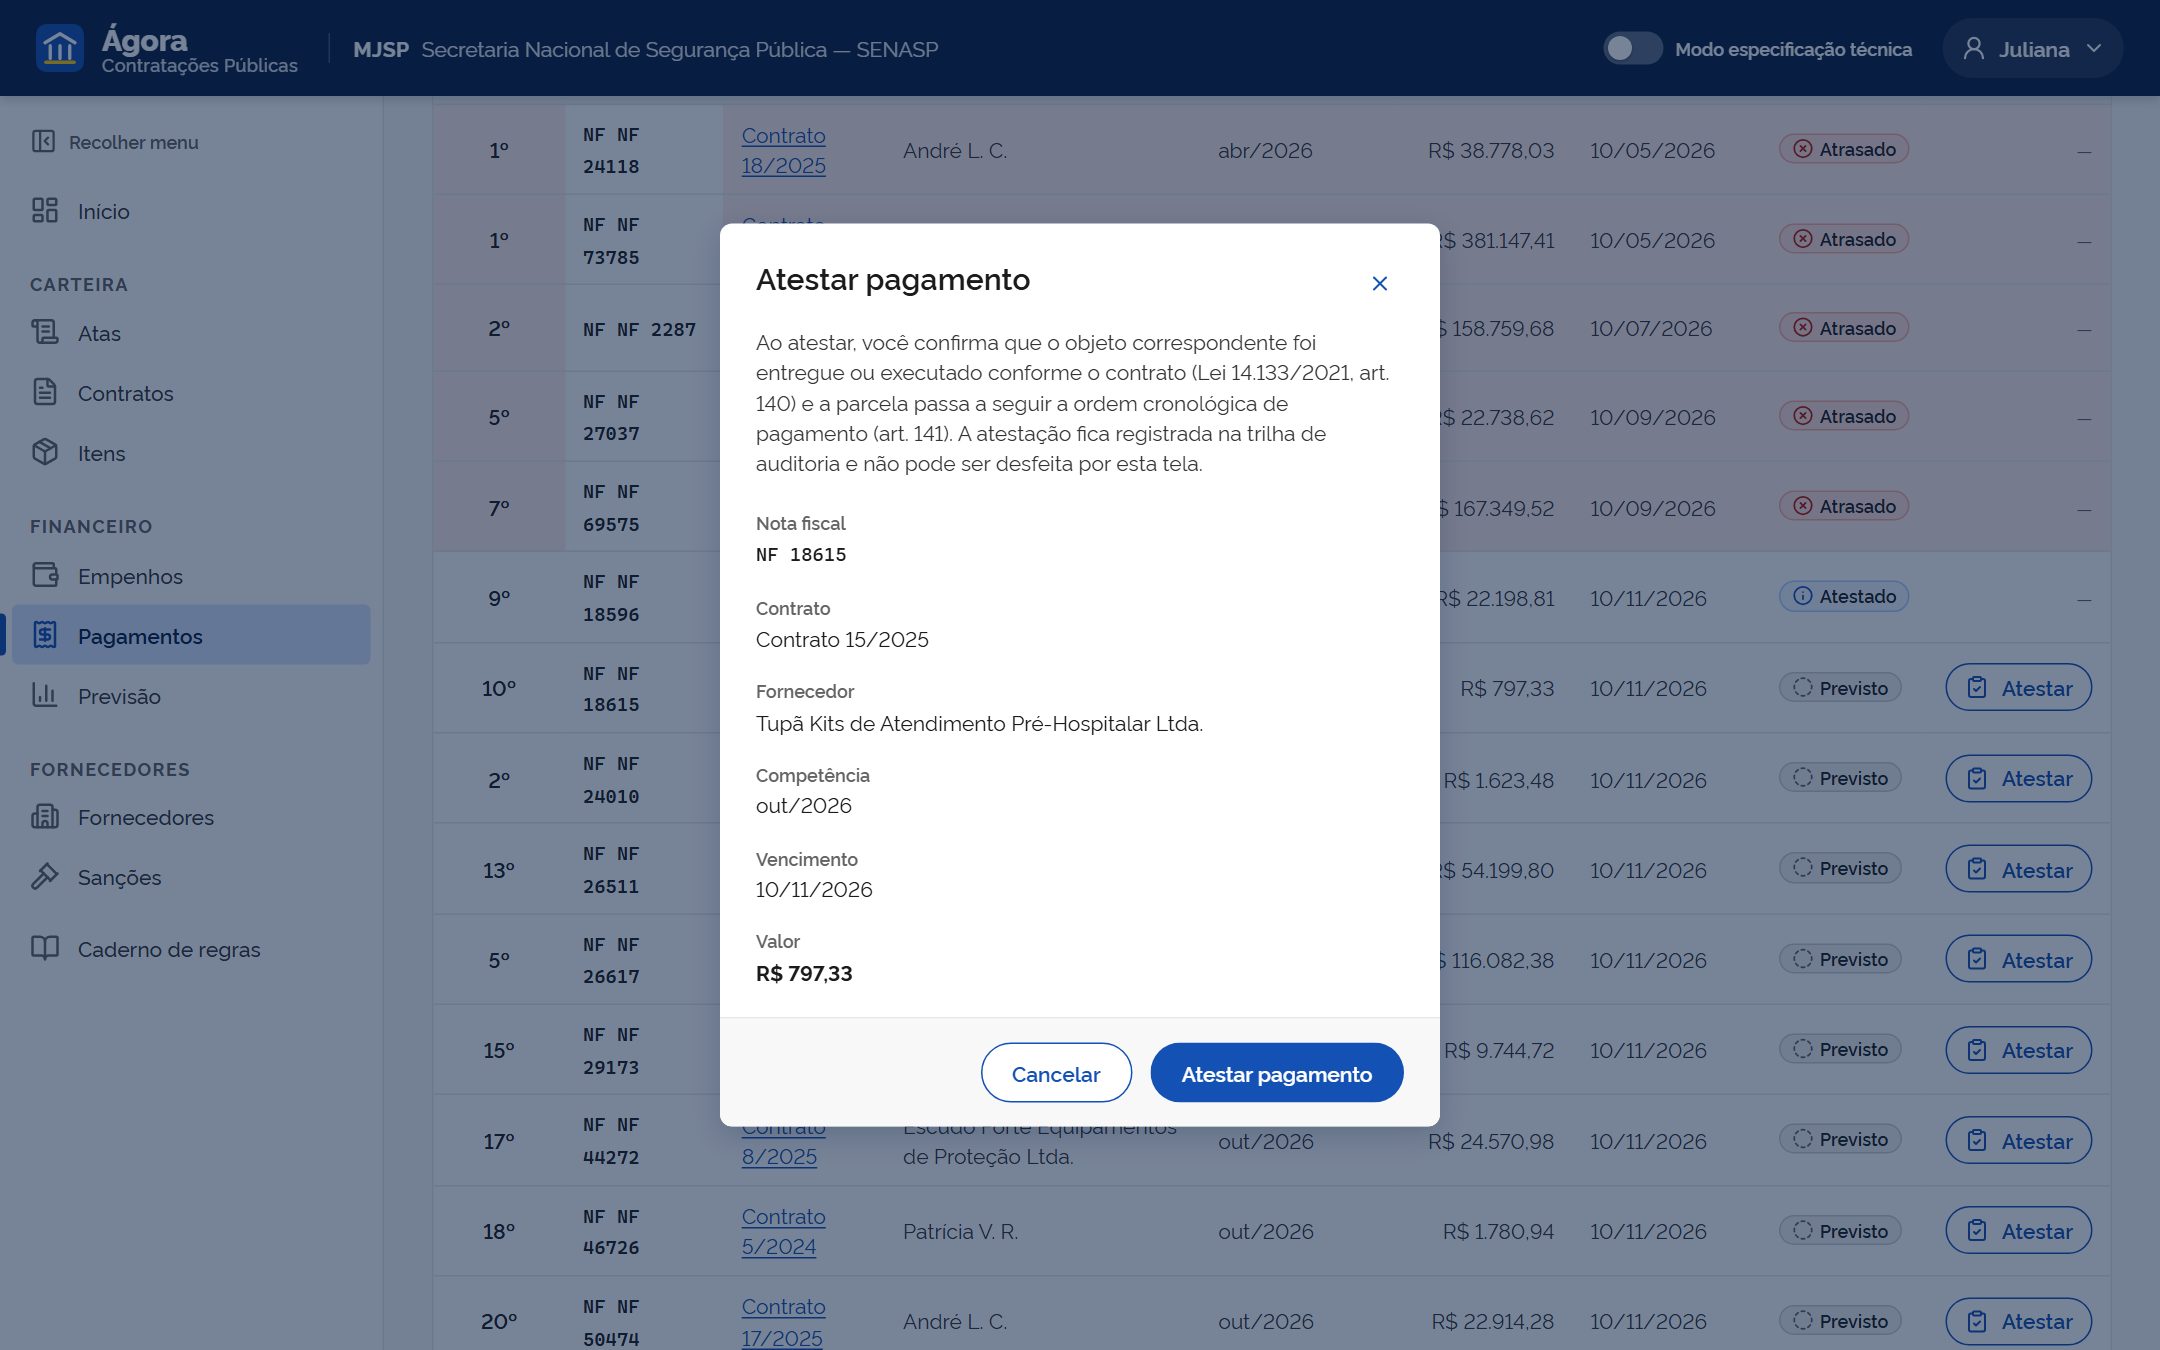 Ágora
Contratações Públicas
MJSP Secretaria Nacional de Segurança Pública — SENASP
Modo especificação técnica
Juliana
Recolher menu
Início
CARTEIRA
Atas
Contratos
Itens
FINANCEIRO
Empenhos
Pagamentos
Previsão
FORNECEDORES
Fornecedores
Sanções
Caderno de regras
1º NF NF 24118 Contrato 18/2025 André L. C. abr/2026 R$ 38.778,03 10/05/2026 Atrasado —
1º NF NF 73785 R$ 381.147,41 10/05/2026 Atrasado —
2º NF NF 2287 158.759,68 10/07/2026 Atrasado —
5º NF NF 27037 R$ 22.738,62 10/09/2026 Atrasado —
7º NF NF 69575 167.349,52 10/09/2026 Atrasado —
9º NF NF 18596 R$ 22.198,81 10/11/2026 Atestado —
10º NF NF 18615 R$ 797,33 10/11/2026 Previsto Atestar
2º NF NF 24010 R$ 1.623,48 10/11/2026 Previsto Atestar
13º NF NF 26511 R$ 54.199,80 10/11/2026 Previsto Atestar
5º NF NF 26617 116.082,38 10/11/2026 Previsto Atestar
15º NF NF 29173 R$ 9.744,72 10/11/2026 Previsto Atestar
17º NF NF 44272 Contrato 8/2025 Escudo Forte Equipamentos de Proteção Ltda. out/2026 R$ 24.570,98 10/11/2026 Previsto Atestar
18º NF NF 46726 Contrato 5/2024 Patrícia V. R. out/2026 R$ 1.780,94 10/11/2026 Previsto Atestar
20º NF NF 50474 Contrato 17/2025 André L. C. out/2026 R$ 22.914,28 10/11/2026 Previsto Atestar
Atestar pagamento
Ao atestar, você confirma que o objeto correspondente foi
entregue ou executado conforme o contrato (Lei 14.133/2021, art.
140) e a parcela passa a seguir a ordem cronológica de
pagamento (art. 141). A atestação fica registrada na trilha de
auditoria e não pode ser desfeita por esta tela.
Nota fiscal
NF 18615
Contrato
Contrato 15/2025
Fornecedor
Tupã Kits de Atendimento Pré-Hospitalar Ltda.
Competência
out/2026
Vencimento
10/11/2026
Valor
R$ 797,33
Cancelar
Atestar pagamento